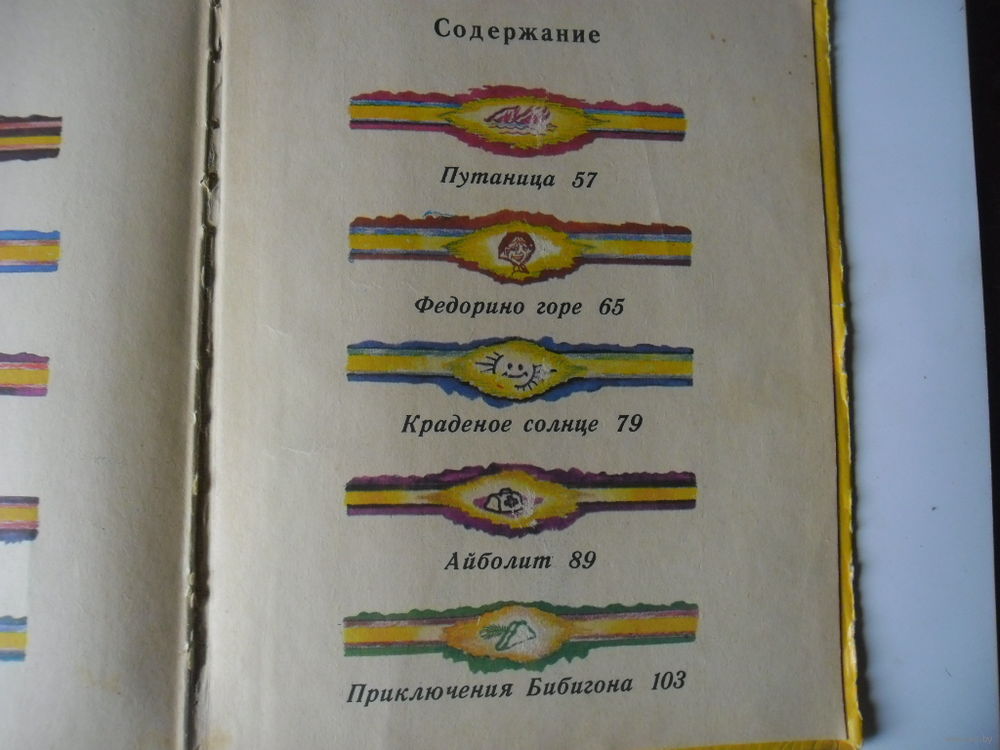 Содержание
Путаница 57
Федорино горе 65
Краденое солнце 79
Айболит 89
Приключения Бибигона 103